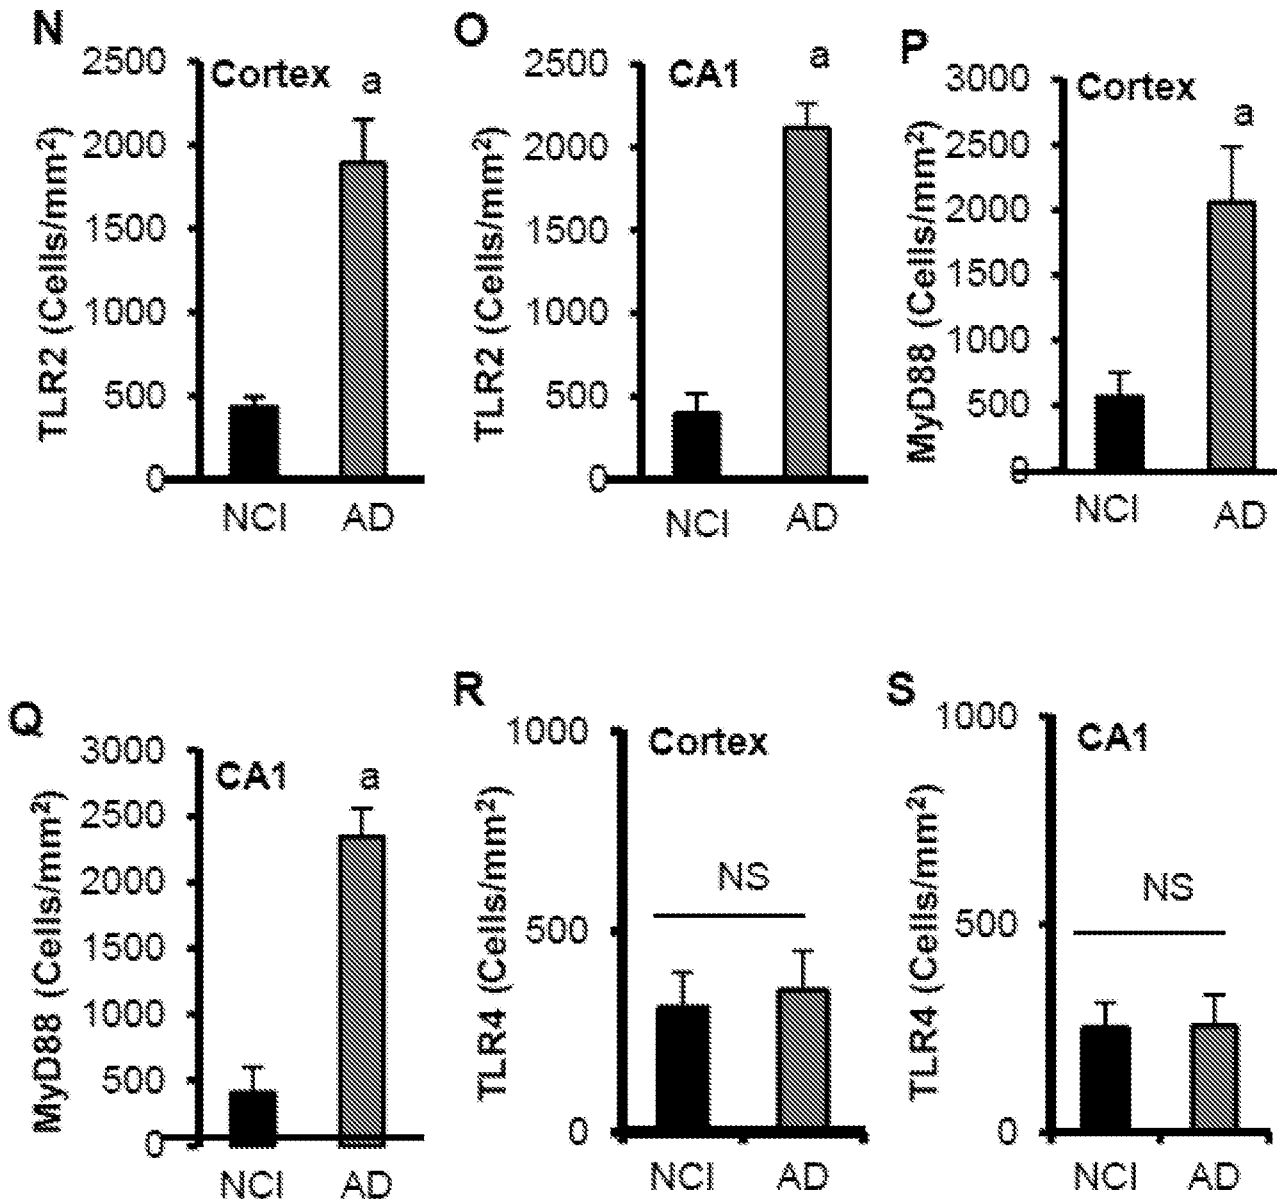 N
Cortex
a
TLR2 (Cells/mm²)
2500
2000
1500
1000
500
0
NCI AD
O
CA1
a
TLR2 (Cells/mm²)
2500
2000
1500
1000
500
0
NCI AD
P
Cortex
a
MyD88 (Cells/mm²)
3000
2500
2000
1500
1000
500
0
NCI AD
Q
CA1
a
MyD88 (Cells/mm²)
3000
2500
2000
1500
1000
500
0
NCI AD
R
Cortex
NS
TLR4 (Cells/mm²)
1000
500
0
NCI AD
S
CA1
NS
TLR4 (Cells/mm²)
1000
500
0
NCI AD